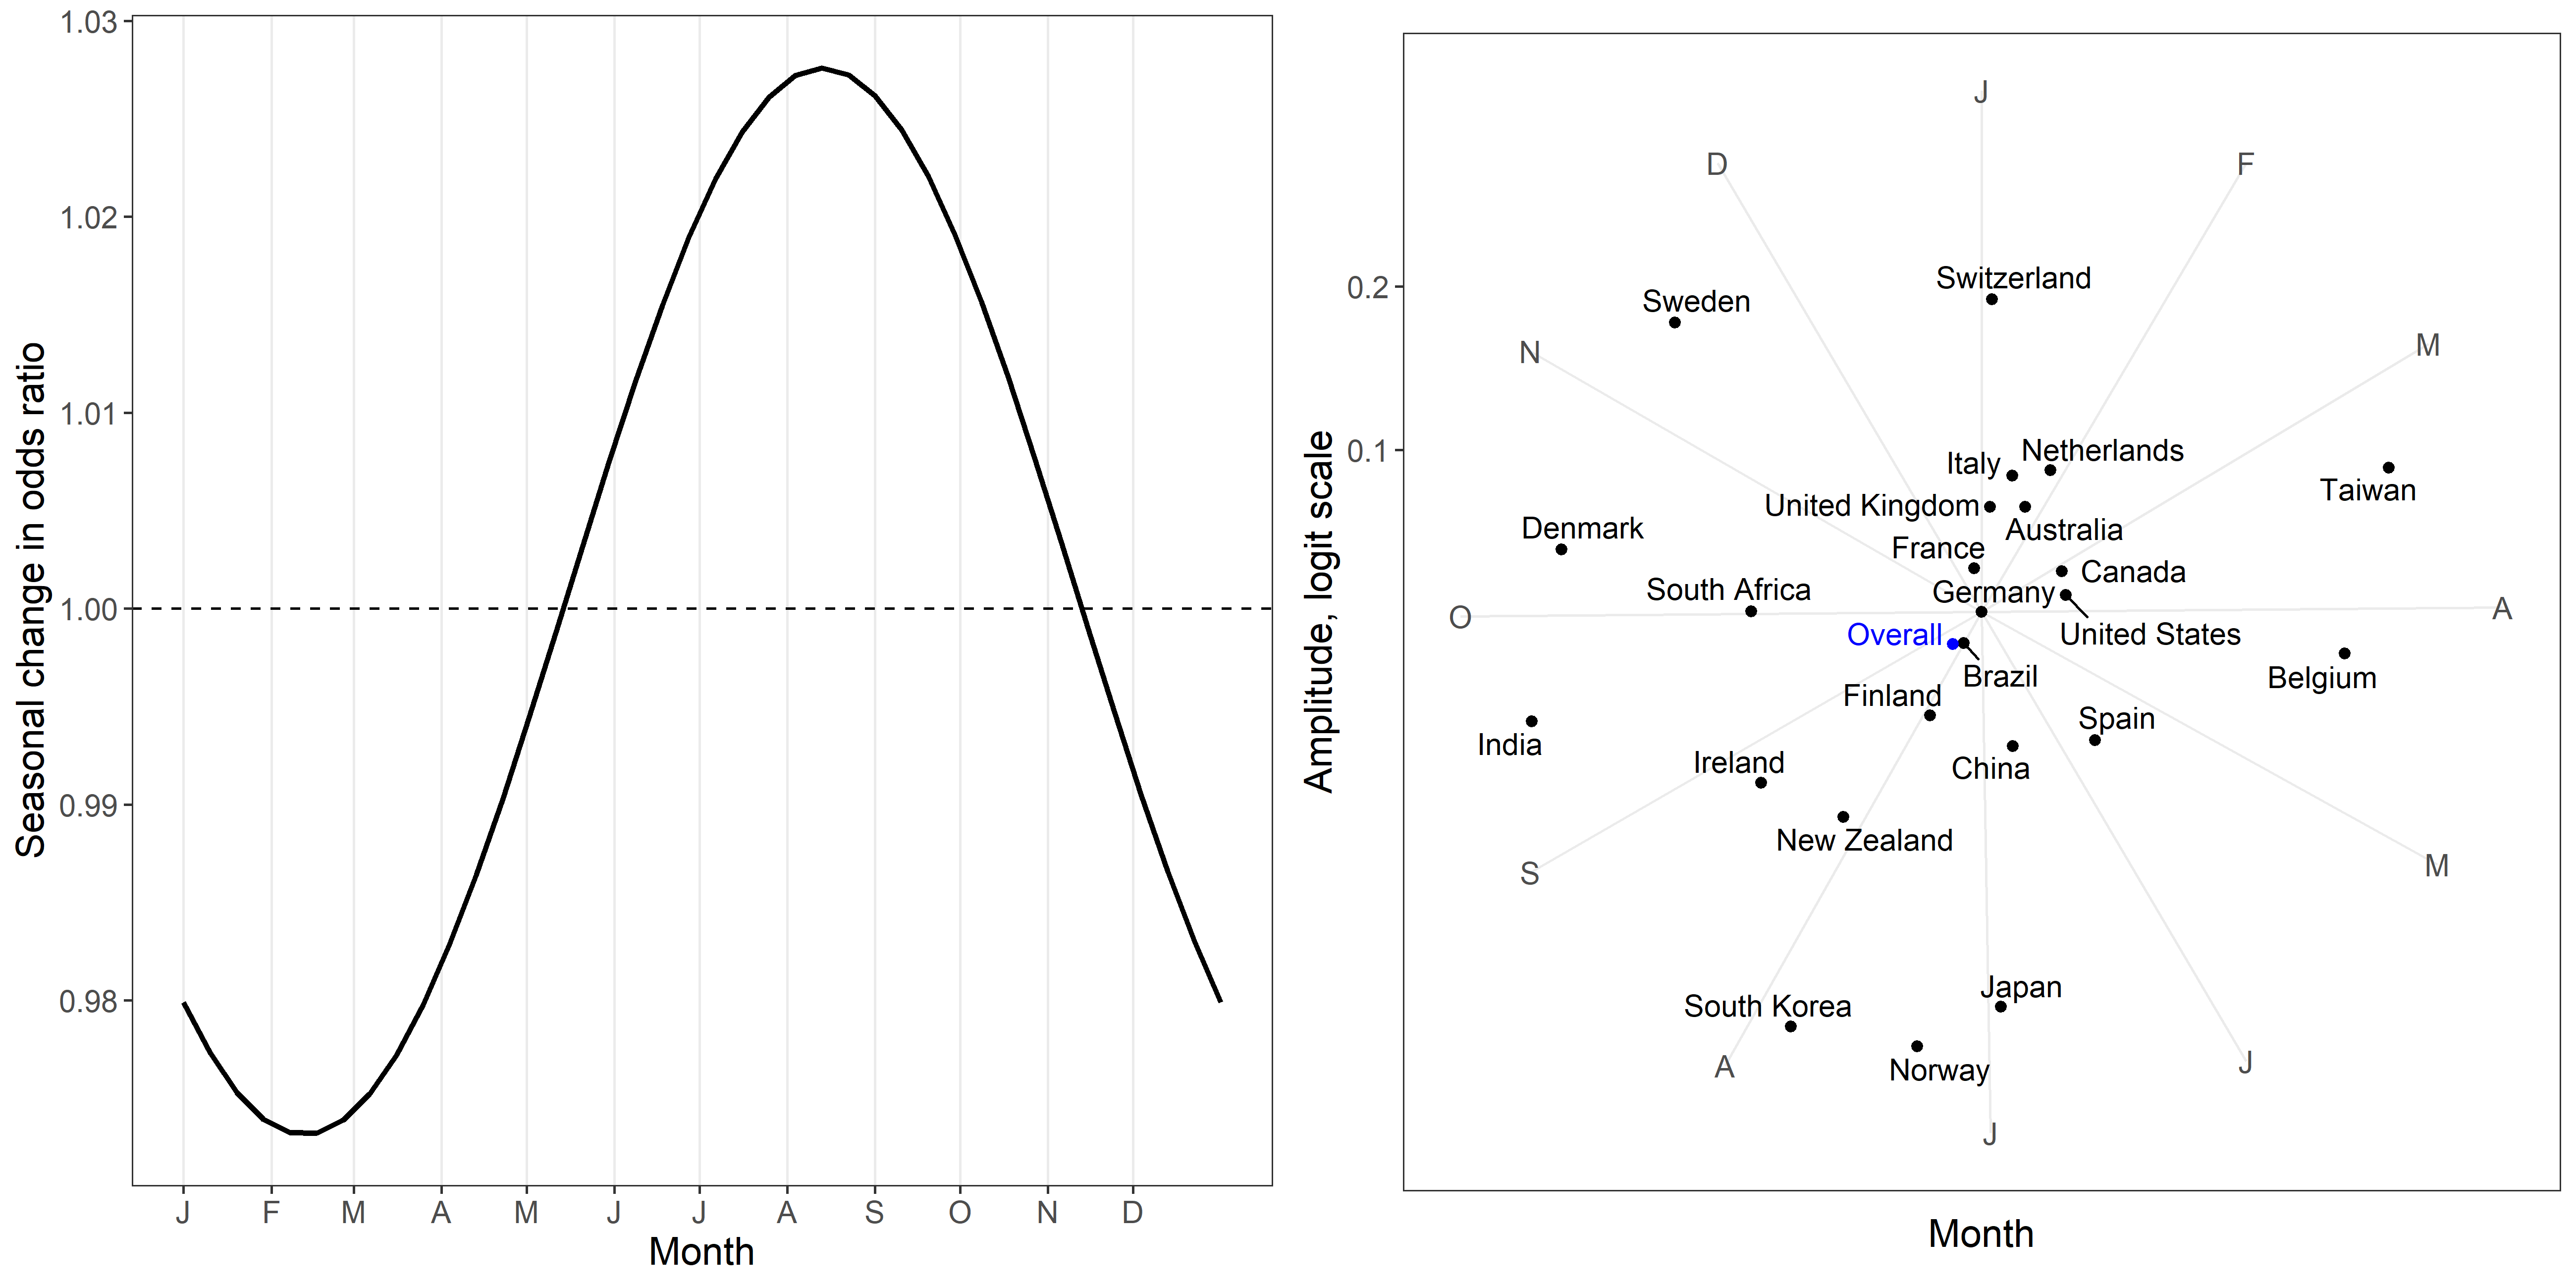 Seasonal change in odds ratio
1.03
1.02
1.01
1.00
0.99
0.98
J F M A M J J A S O N D
Month
Amplitude, logit scale
0.2
0.1
J
D
F
Switzerland
Sweden
N
M
Italy
Netherlands
Taiwan
United Kingdom
Australia
Denmark
France
Canada
South Africa
Germany
O
A
Overall
United States
Brazil
Belgium
Finland
Spain
India
Ireland
China
New Zealand
S
M
Japan
South Korea
A
Norway
J
J
Month